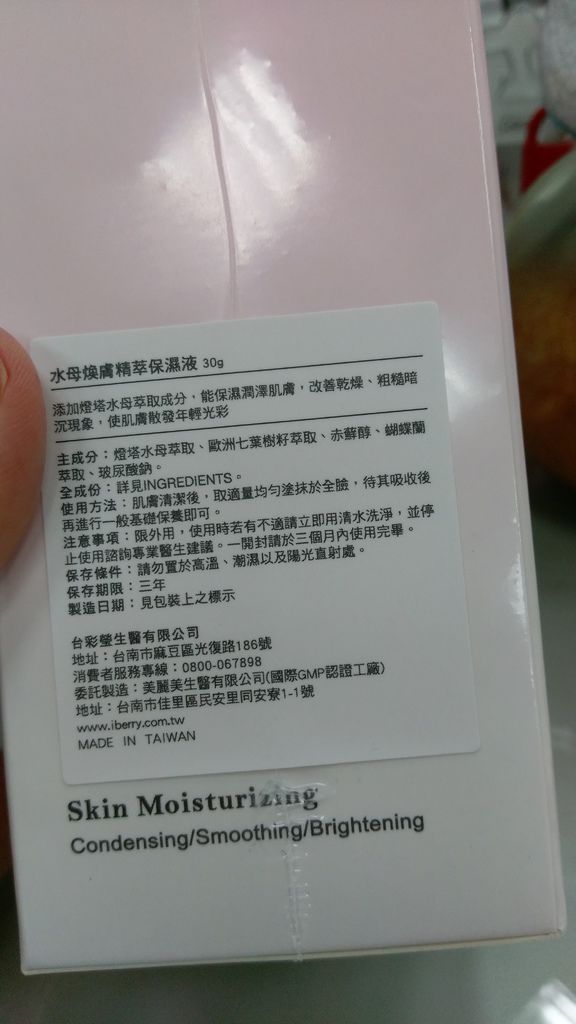 水母煥膚精萃保濕液 30g
添加燈塔水母萃取成分，能保濕潤澤肌膚，改善乾燥、粗糙暗
沉現象，使肌膚散發年輕光彩
主成分：燈塔水母萃取、歐洲七葉樹籽萃取、赤蘚醇、蝴蝶蘭
萃取、玻尿酸鈉。
全成份：詳見INGREDIENTS。
使用方法：肌膚清潔後，取適量均勻塗抹於全臉，待其吸收後
再進行一般基礎保養即可。
注意事項：限外用，使用時若有不適請立即用清水洗淨，並停
止使用諮詢專業醫生建議。一開封請於三個月內使用完畢。
保存條件：請勿置於高溫、潮濕以及陽光直射處。
保存期限：三年
製造日期：見包裝上之標示
台彩瑩生醫有限公司
地址：台南市麻豆區光復路186號
消費者服務專線：0800-067898
委託製造：美麗美生醫有限公司(國際GMP認證工廠)
地址：台南市佳里區民安里同安寮1-1號
www.iberry.com.tw
MADE IN TAIWAN
Skin Moisturizing
Condensing/Smoothing/Brightening